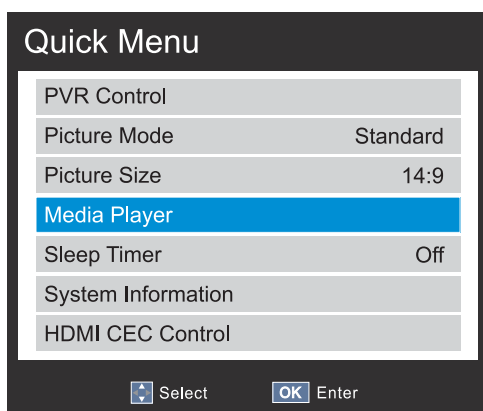 Quick Menu
PVR Control
Picture Mode Standard
Picture Size 14:9
Media Player
Sleep Timer Off
System Information
HDMI CEC Control
Select OK Enter